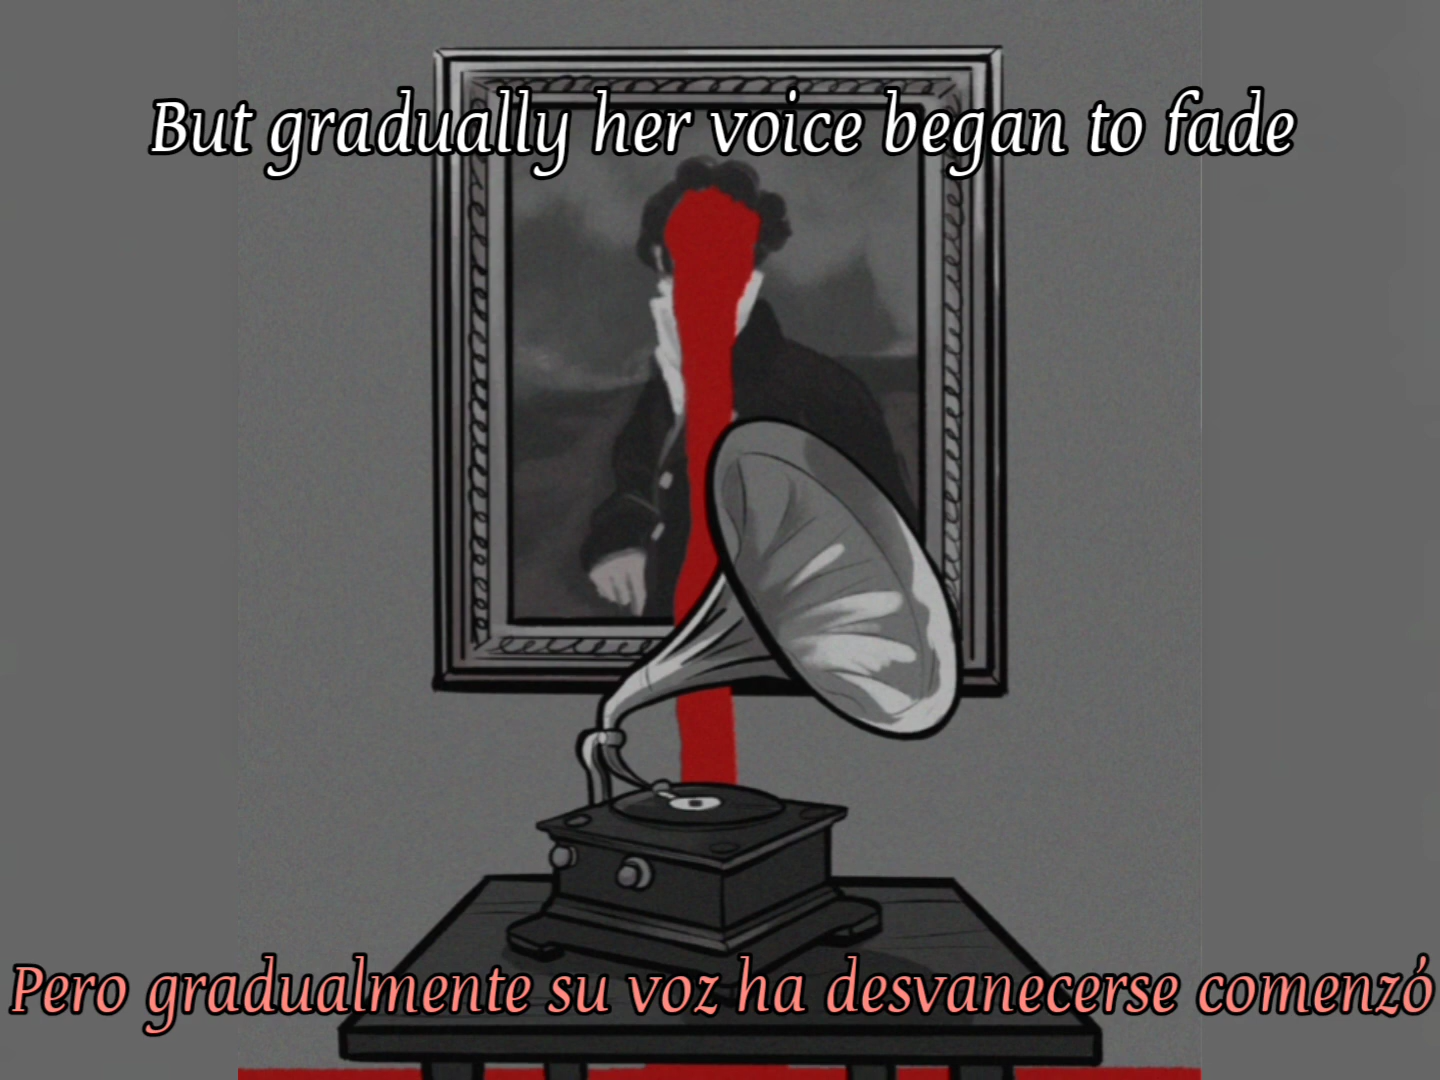 But gradually her voice began to fade
Pero gradualmente su voz ha desvanecerse comenzó